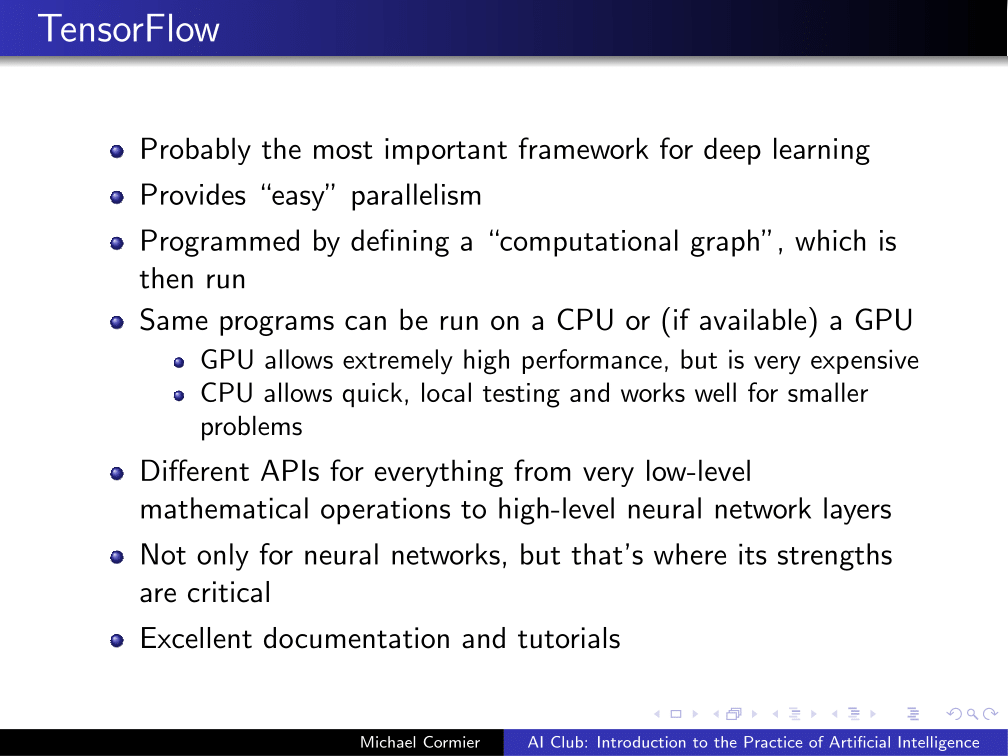 TensorFlow
Probably the most important framework for deep learning
Provides “easy” parallelism
Programmed by defining a “computational graph”, which is
then run
Same programs can be run on a CPU or (if available) a GPU
GPU allows extremely high performance, but is very expensive
CPU allows quick, local testing and works well for smaller
problems
Different APIs for everything from very low-level
mathematical operations to high-level neural network layers
Not only for neural networks, but that’s where its strengths
are critical
Excellent documentation and tutorials
Michael Cormier
AI Club: Introduction to the Practice of Artificial Intelligence